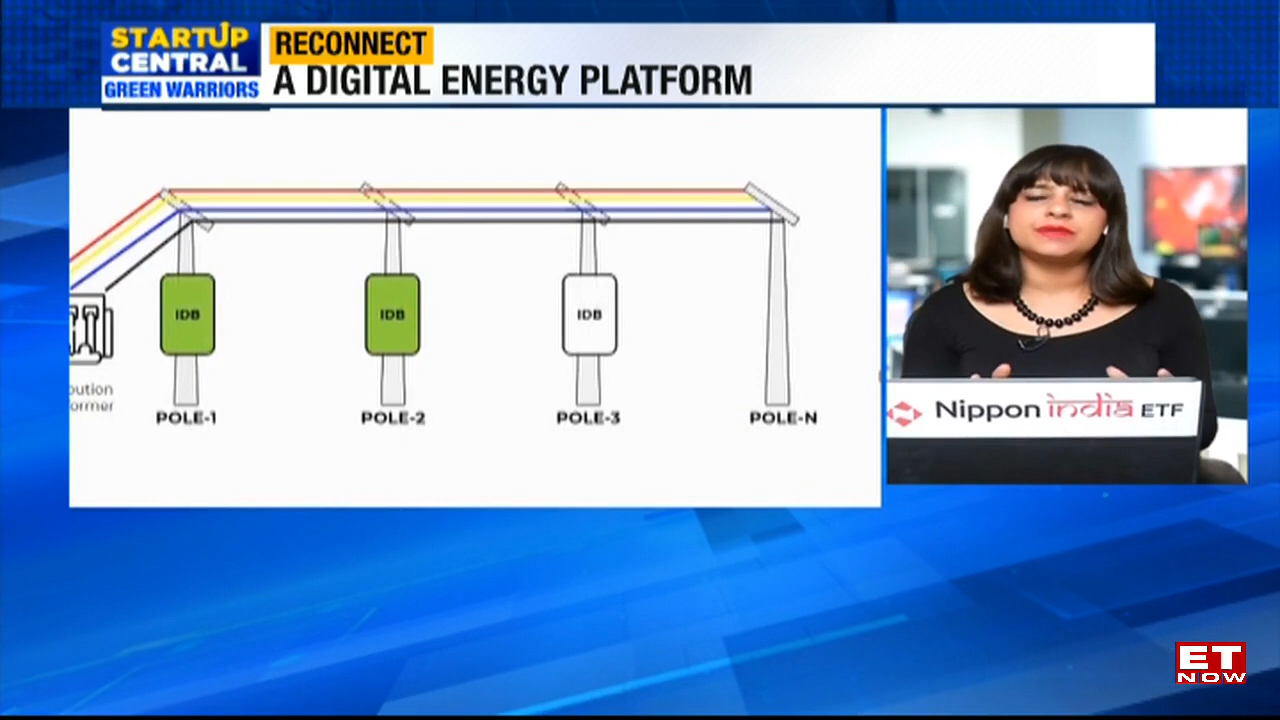 STARTUP
CENTRAL
GREEN WARRIORS
RECONNECT
A DIGITAL ENERGY PLATFORM
IDB
IDB
IDB
POLE-1
POLE-2
POLE-3
POLE-N
Nippon india ETF
ET
NOW